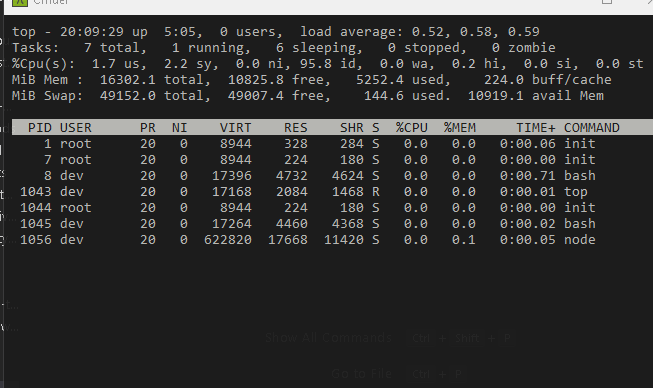 Cmder
top - 20:09:29 up  5:05,  0 users,  load average: 0.52, 0.58, 0.59
Tasks:   7 total,   1 running,   6 sleeping,   0 stopped,   0 zombie
%Cpu(s):  1.7 us,  2.2 sy,  0.0 ni, 95.8 id,  0.0 wa,  0.2 hi,  0.0 si,  0.0 st
MiB Mem :  16302.1 total,  10825.8 free,   5252.4 used,    224.0 buff/cache
MiB Swap:  49152.0 total,  49007.4 free,    144.6 used.  10919.1 avail Mem
PID USER      PR  NI    VIRT    RES    SHR S  %CPU  %MEM     TIME+ COMMAND
1 root      20   0    8944    328    284 S   0.0   0.0   0:00.06 init
7 root      20   0    8944    224    180 S   0.0   0.0   0:00.00 init
8 dev       20   0   17396   4732   4624 S   0.0   0.0   0:00.71 bash
1043 dev       20   0   17168   2084   1468 R   0.0   0.0   0:00.01 top
1044 root      20   0    8944    224    180 S   0.0   0.0   0:00.00 init
1045 dev       20   0   17264   4460   4368 S   0.0   0.0   0:00.02 bash
1056 dev       20   0  622820  17668  11420 S   0.0   0.1   0:00.05 node
Show All Commands Ctrl + Shift + P
Go to File Ctrl + P